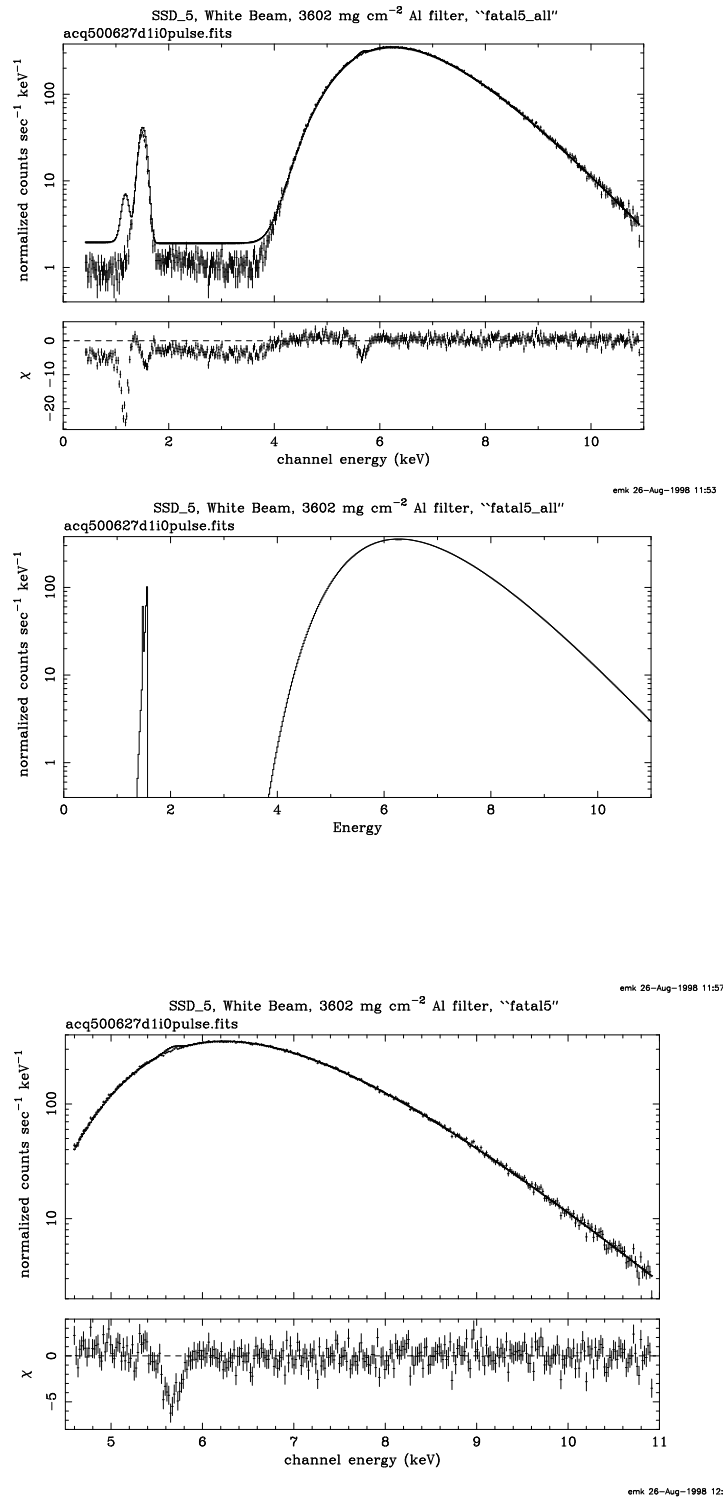 SSD_5, White Beam, 3602 mg cm−2 Al filter, ``fatal5_all''
acq500627d1i0pulse.fits
normalized counts sec−1 keV−1
100
10
1
χ
0
−10
−20
0 2 4 6 8 10
channel energy (keV)
emk 26−Aug−1998 11:53
SSD_5, White Beam, 3602 mg cm−2 Al filter, ``fatal5_all''
acq500627d1i0pulse.fits
normalized counts sec−1 keV−1
100
10
1
0 2 4 6 8 10
Energy
emk 26−Aug−1998 11:57
SSD_5, White Beam, 3602 mg cm−2 Al filter, ``fatal5''
acq500627d1i0pulse.fits
normalized counts sec−1 keV−1
100
10
χ
0
−5
5 6 7 8 9 10 11
channel energy (keV)
emk 26−Aug−1998 12: